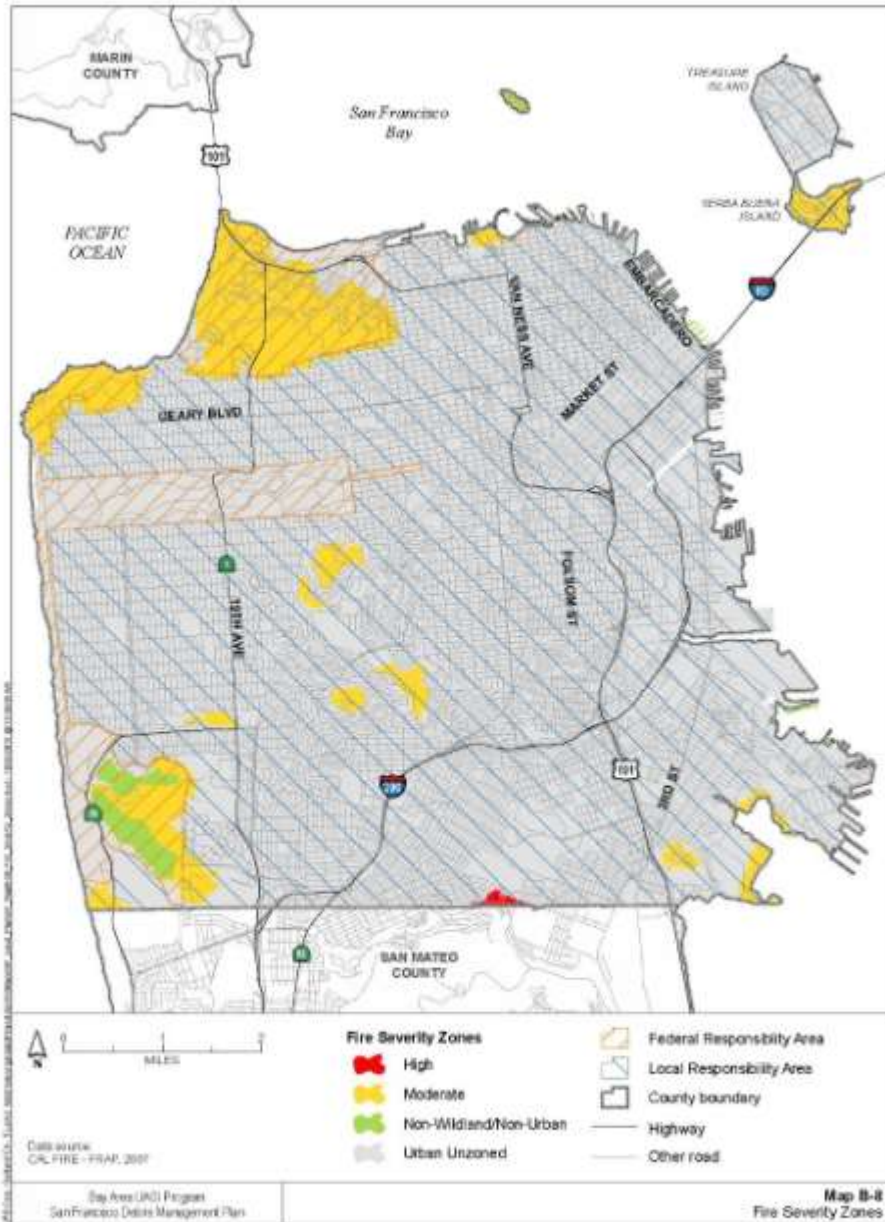 MARIN
COUNTY
San Francisco
Bay
TREASURE
ISLAND
101
YERBA BUENA
ISLAND
PACIFIC
OCEAN
80
EMBARCADERO
VAN NESS AVE
MARKET ST
GEARY BLVD
1
19TH AVE
FOLSOM ST
280
101
3RD ST
SAN MATEO
COUNTY
N
0 1 2
MILES
Fire Severity Zones
High
Moderate
Non-Wildland/Non-Urban
Urban Unzoned
Federal Responsibility Area
Local Responsibility Area
County boundary
Highway
Other road
Data source:
CAL FIRE - FRAP, 2007
Bay Area UASI Program
San Francisco Debris Management Plan
Map B-8
Fire Severity Zones